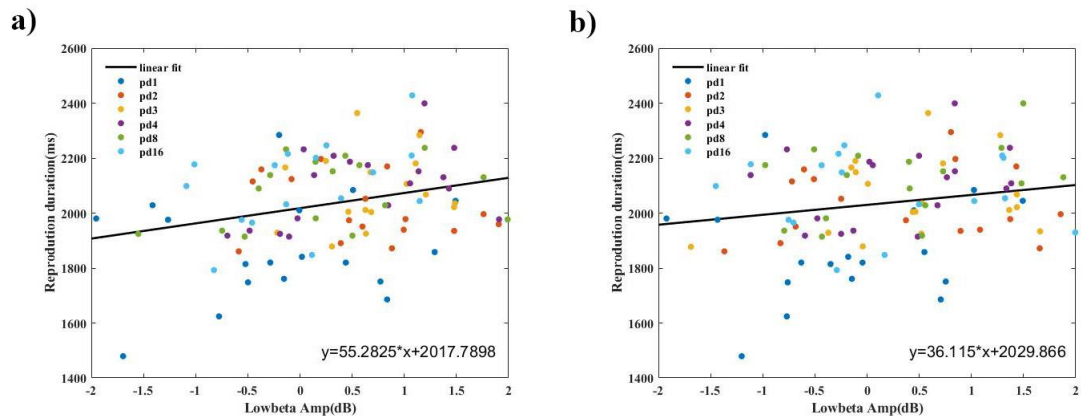 a)
2600
2400
2200
2000
1800
1600
1400
Reprodution duration(ms)
linear fit
pd1
pd2
pd3
pd4
pd8
pd16
y=55.2825*x+2017.7898
-2 -1.5 -1 -0.5 0 0.5 1 1.5 2
Lowbeta Amp(dB)
b)
2600
2400
2200
2000
1800
1600
1400
Reprodution duration(ms)
linear fit
pd1
pd2
pd3
pd4
pd8
pd16
y=36.115*x+2029.866
-2 -1.5 -1 -0.5 0 0.5 1 1.5 2
Lowbeta Amp(dB)